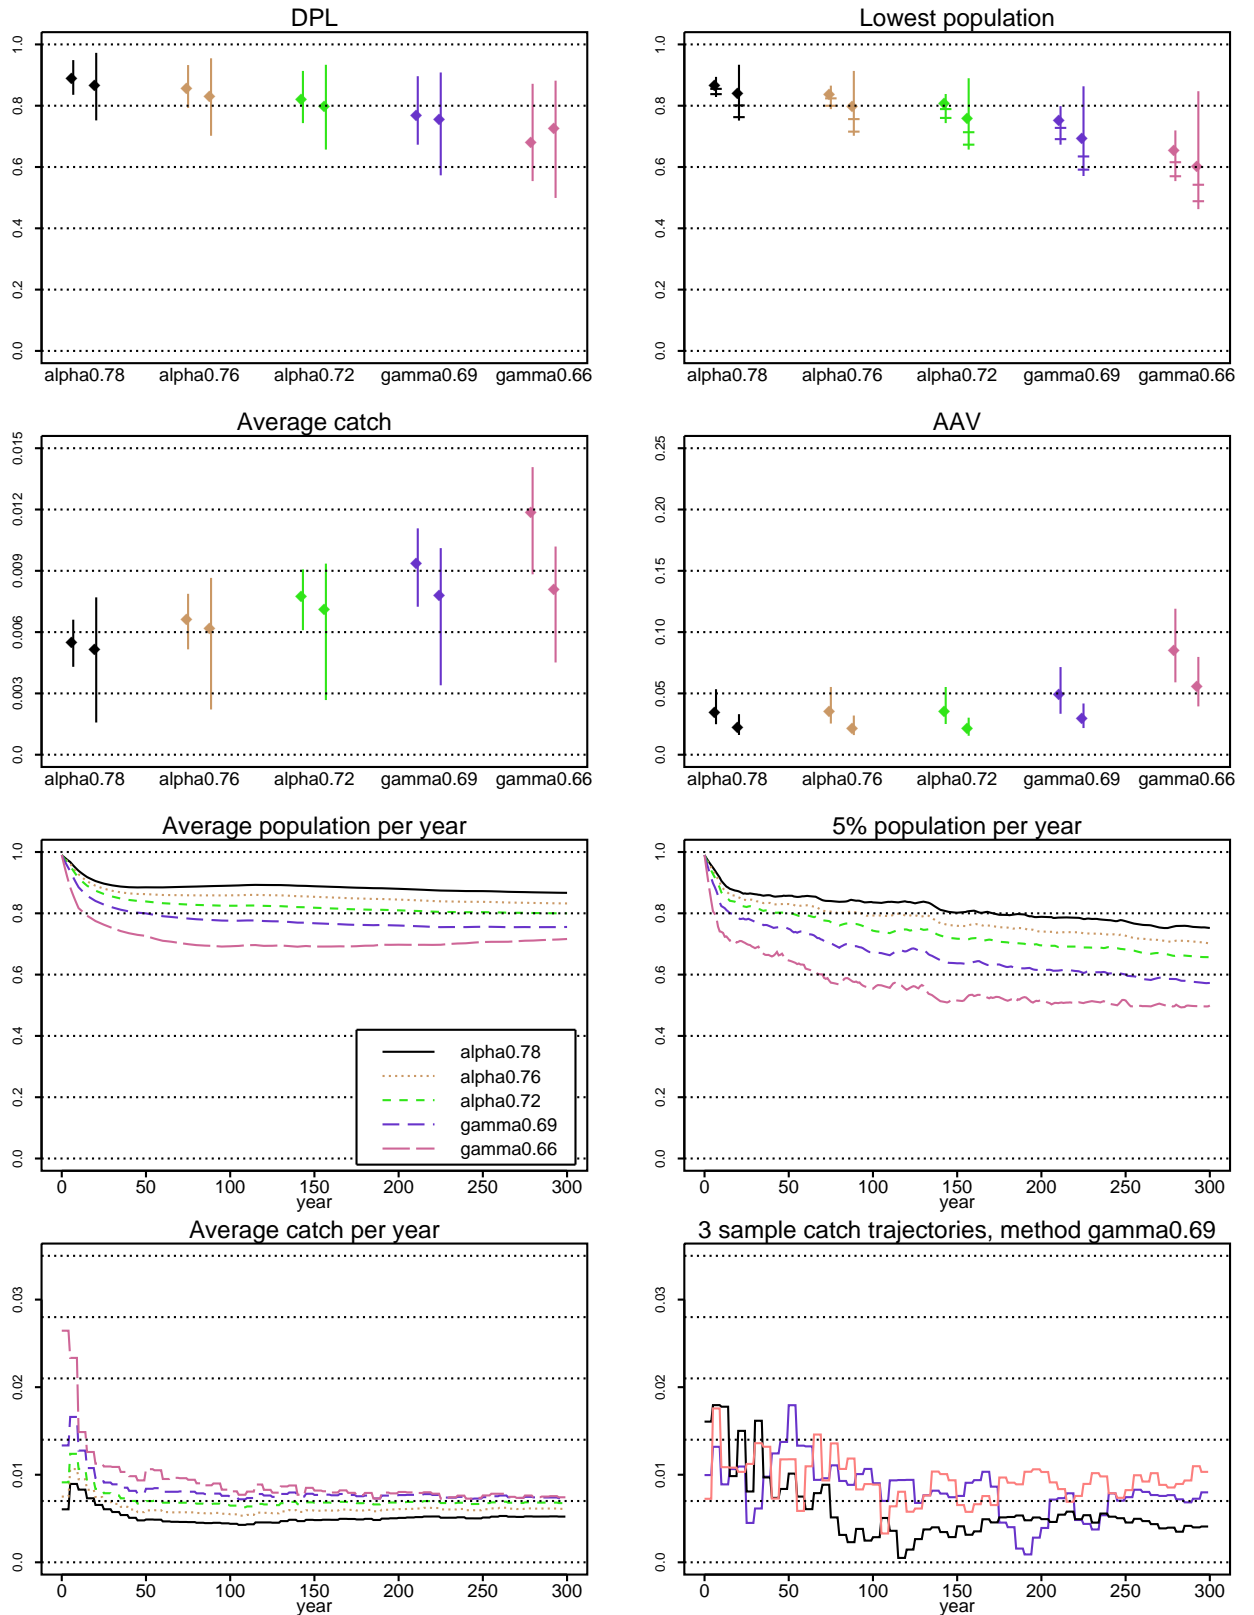 DPL
1.0
0.8
0.6
0.4
0.2
0.0
alpha0.78 alpha0.76 alpha0.72 gamma0.69 gamma0.66
Lowest population
1.0
0.8
0.6
0.4
0.2
0.0
alpha0.78 alpha0.76 alpha0.72 gamma0.69 gamma0.66
Average catch
0.015
0.012
0.009
0.006
0.003
0.0
alpha0.78 alpha0.76 alpha0.72 gamma0.69 gamma0.66
AAV
0.25
0.20
0.15
0.10
0.05
0.0
alpha0.78 alpha0.76 alpha0.72 gamma0.69 gamma0.66
Average population per year
1.0
0.8
0.6
0.4
0.2
0.0
alpha0.78
alpha0.76
alpha0.72
gamma0.69
gamma0.66
0 50 100 150 200 250 300
year
5% population per year
1.0
0.8
0.6
0.4
0.2
0.0
0 50 100 150 200 250 300
year
Average catch per year
0.03
0.02
0.01
0.0
0 50 100 150 200 250 300
year
3 sample catch trajectories, method gamma0.69
0.03
0.02
0.01
0.0
0 50 100 150 200 250 300
year